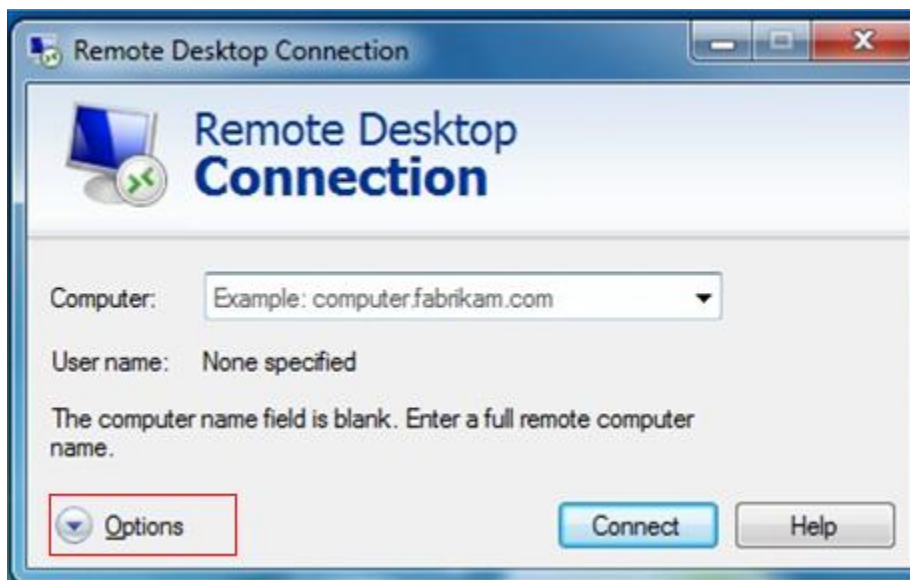 Remote Desktop Connection
Remote Desktop
Connection
Computer: Example: computer.fabrikam.com
User name: None specified
The computer name field is blank. Enter a full remote computer
name.
Options Connect Help